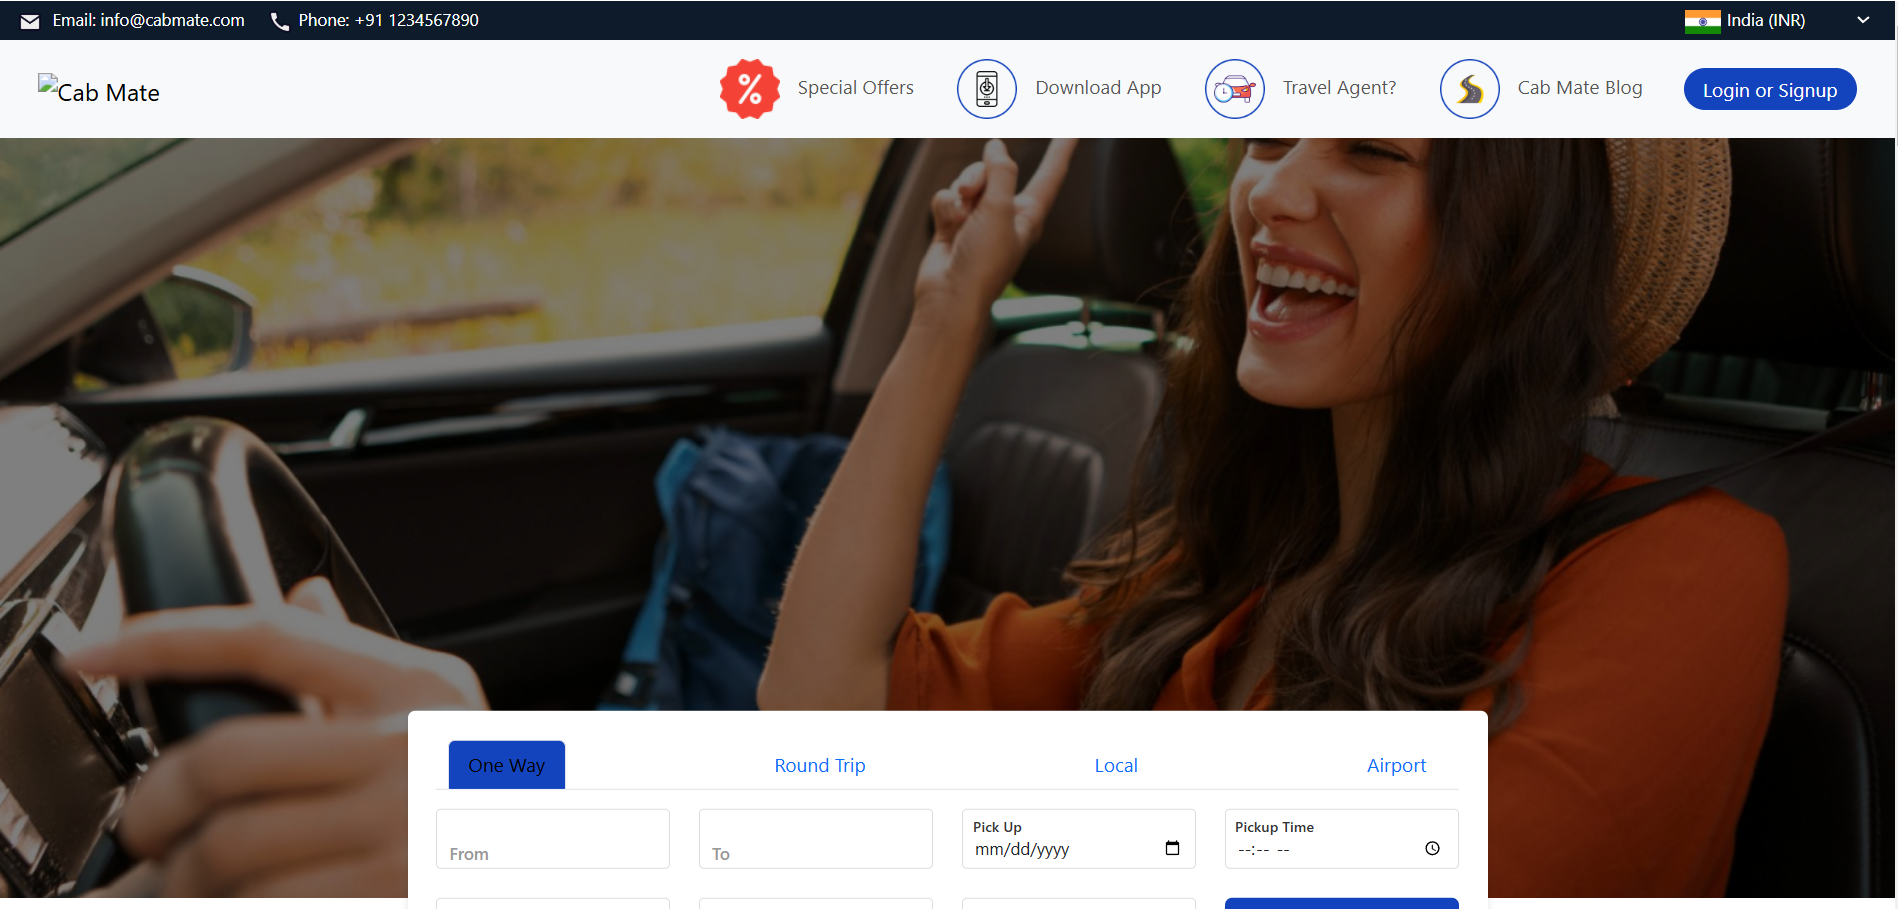 Email: info@cabmate.com Phone: +91 1234567890 India (INR)
Cab Mate % Special Offers Download App Travel Agent? Cab Mate Blog Login or Signup
One Way Round Trip Local Airport
Pick Up Pickup Time
From To mm/dd/yyyy --:-- --